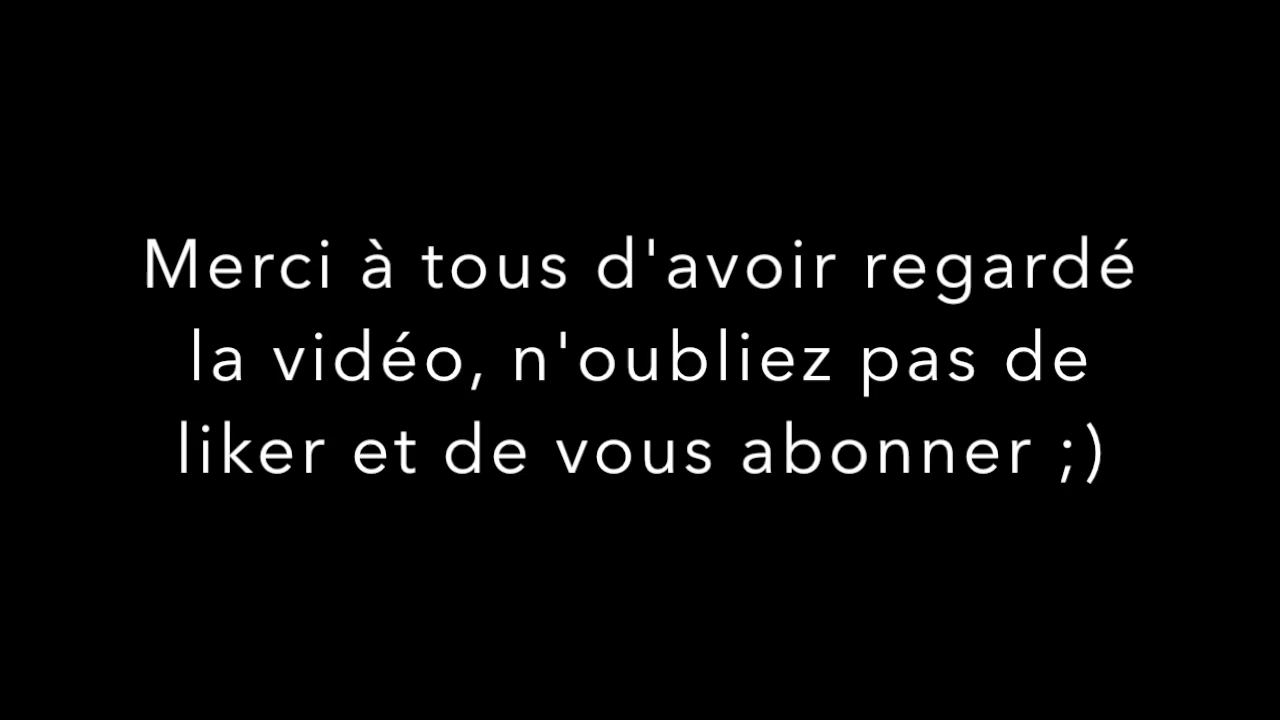 Merci à tous d'avoir regardé
la vidéo, n'oubliez pas de
liker et de vous abonner ;)